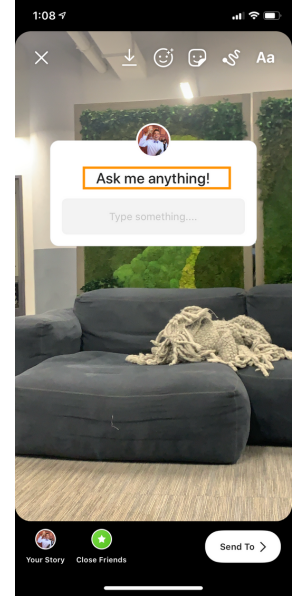 1:08
Aa
Ask me anything!
Type something....
Your Story
Close Friends
Send To